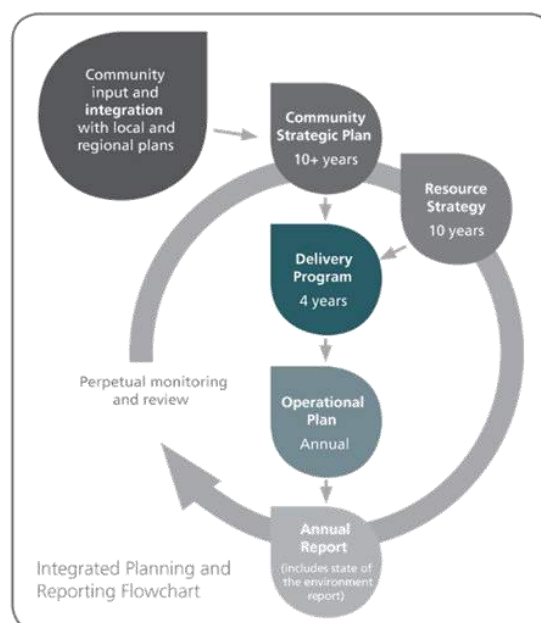 Community
input and
integration
with local and
regional plans
Community
Strategic Plan
10+ years
Resource
Strategy
10 years
Delivery
Program
4 years
Perpetual monitoring
and review
Operational
Plan
Annual
Annual
Report
(includes state of
the environment
report)
Integrated Planning and
Reporting Flowchart